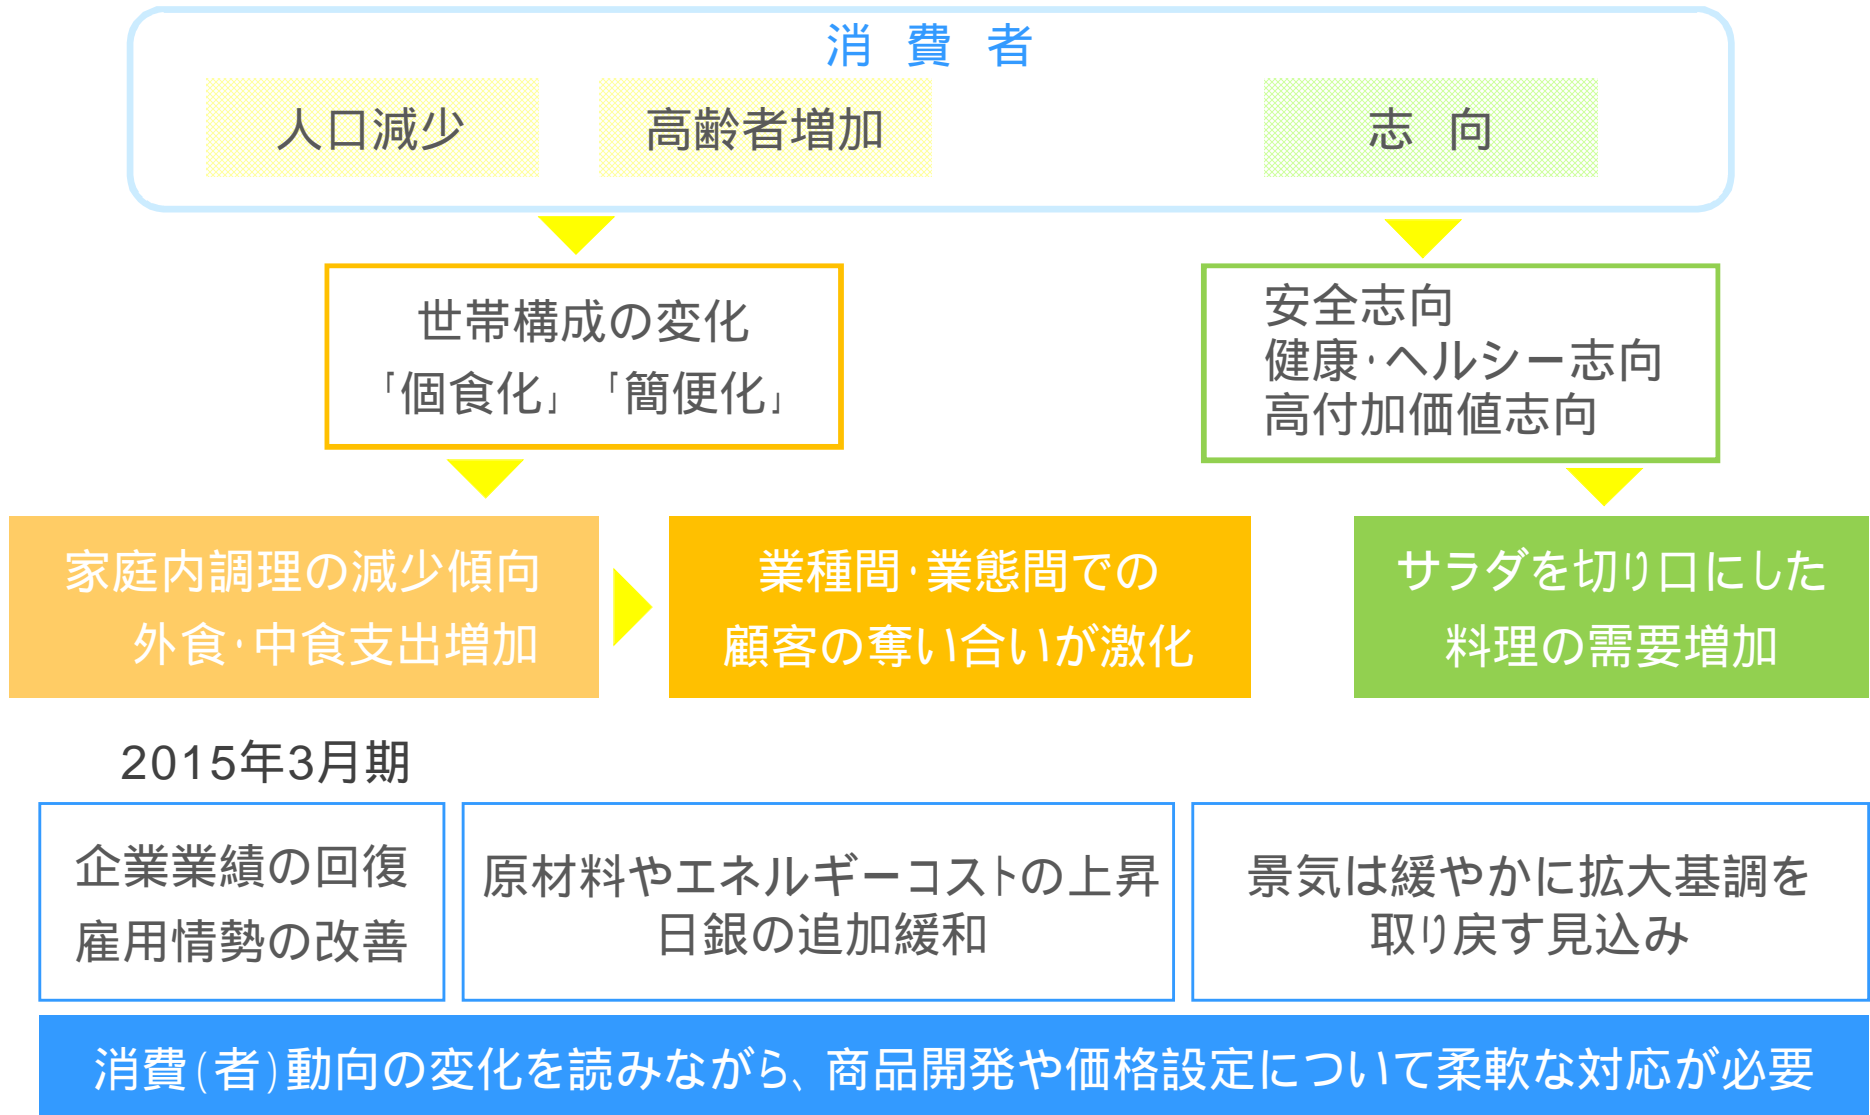 消 費 者
人口減少
高齢者増加
志 向
世帯構成の変化
「個食化」「簡便化」
安全志向
健康・ヘルシー志向
高付加価値志向
家庭内調理の減少傾向
外食・中食支出増加
業種間・業態間での
顧客の奪い合いが激化
サラダを切り口にした
料理の需要増加
2015年3月期
企業業績の回復
雇用情勢の改善
原材料やエネルギーコストの上昇
日銀の追加緩和
景気は緩やかに拡大基調を
取り戻す見込み
消費(者)動向の変化を読みながら、商品開発や価格設定について柔軟な対応が必要